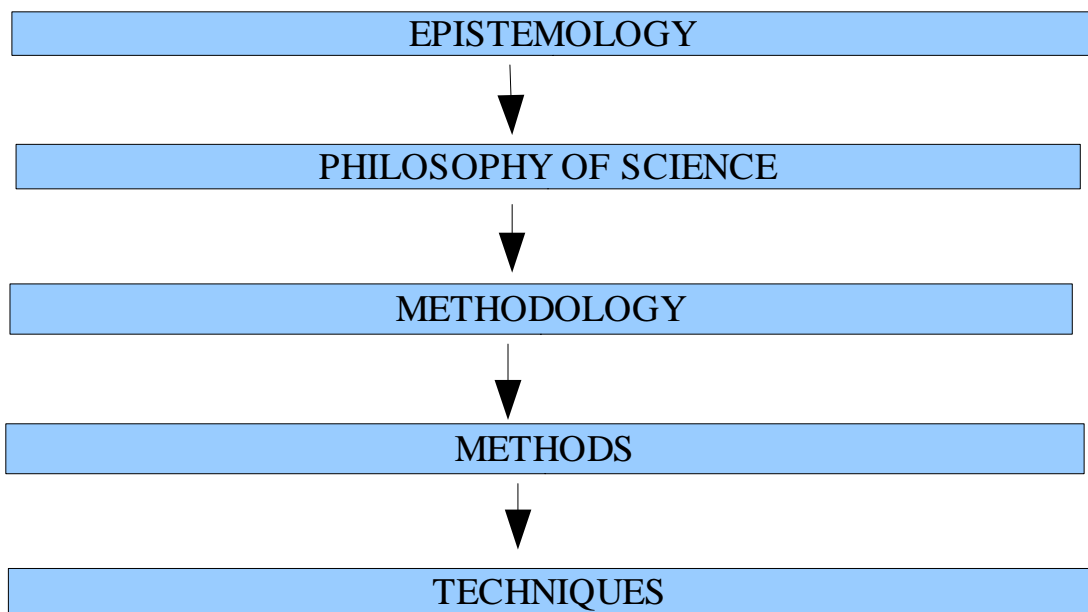 EPISTEMOLOGY
PHILOSOPHY OF SCIENCE
METHODOLOGY
METHODS
TECHNIQUES